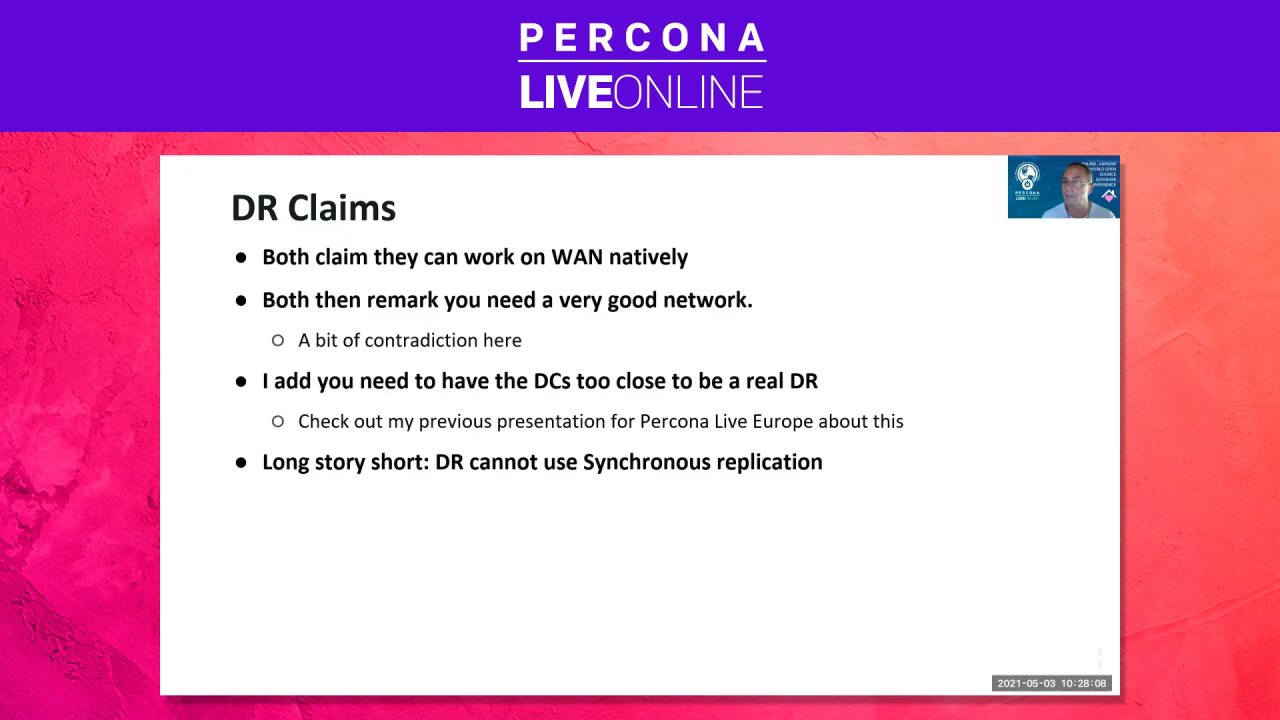 PERCONA
LIVEONLINE
DR Claims
● Both claim they can work on WAN natively
● Both then remark you need a very good network.
○ A bit of contradiction here
● I add you need to have the DCs too close to be a real DR
○ Check out my previous presentation for Percona Live Europe about this
● Long story short: DR cannot use Synchronous replication
PERCONA
SOURCE
DATABASE
2021-05-03 10:28:08